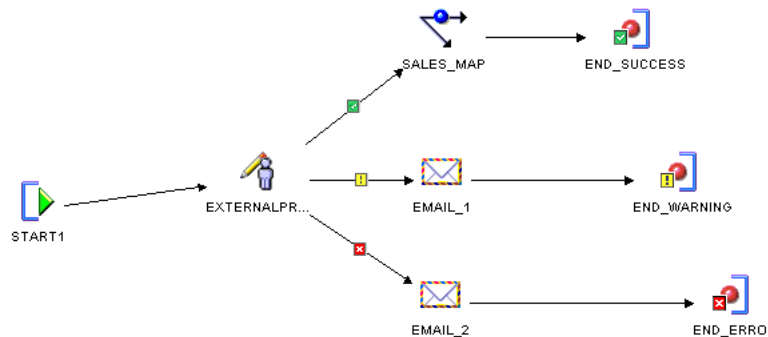 SALES_MAP
END_SUCCESS
EXTERNALPR...
EMAIL_1
END_WARNING
START1
EMAIL_2
END_ERRO